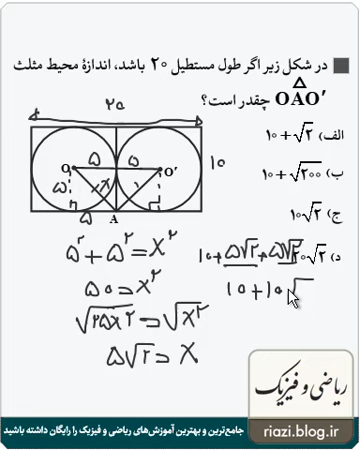 در شکل زیر اگر طول مستطیل ۲۰ باشد، اندازهٔ محیط مثلث
OAO′ چقدر است؟
۲۰
الف) ۱۰+√۲
ب) ۱۰+√۲۰۰
ج) ۱۰√۲
د) ۲۰√۲
O ۵ ۵ O′
۱۰
۵ x
۵
A
۵²+۵²=x²
۵۰=x²
√۲۵×۲=√x²
۵√۲=x
۱۰+۵√۲+۵√۲
۱۰+۱۰√
ریاضی و فیزیک
riazi.blog.ir
جامع‌ترین و بهترین آموزش‌های ریاضی و فیزیک را رایگان داشته باشید